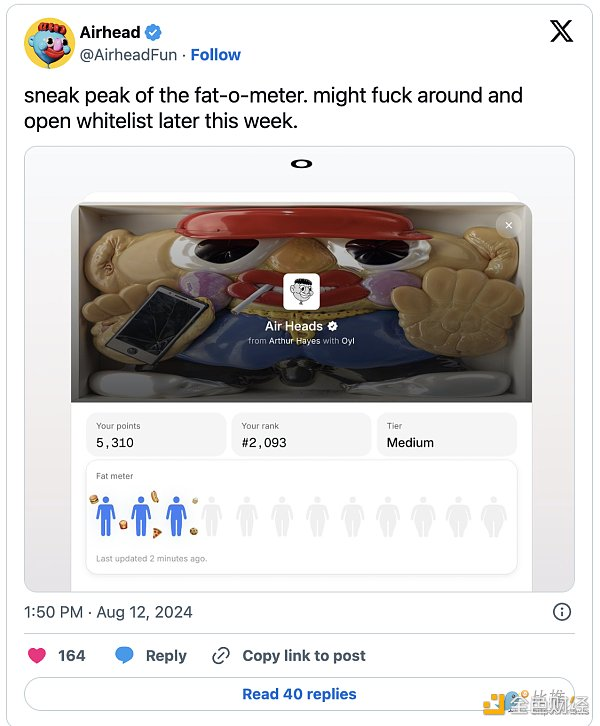 Airhead
@AirheadFun · Follow
sneak peak of the fat-o-meter. might fuck around and
open whitelist later this week.
Air Heads
from Arthur Hayes with Oyl
Your points
5,310
Your rank
#2,093
Tier
Medium
Fat meter
Last updated 2 minutes ago.
1:50 PM · Aug 12, 2024
164 Reply Copy link to post
Read 40 replies
金色财经